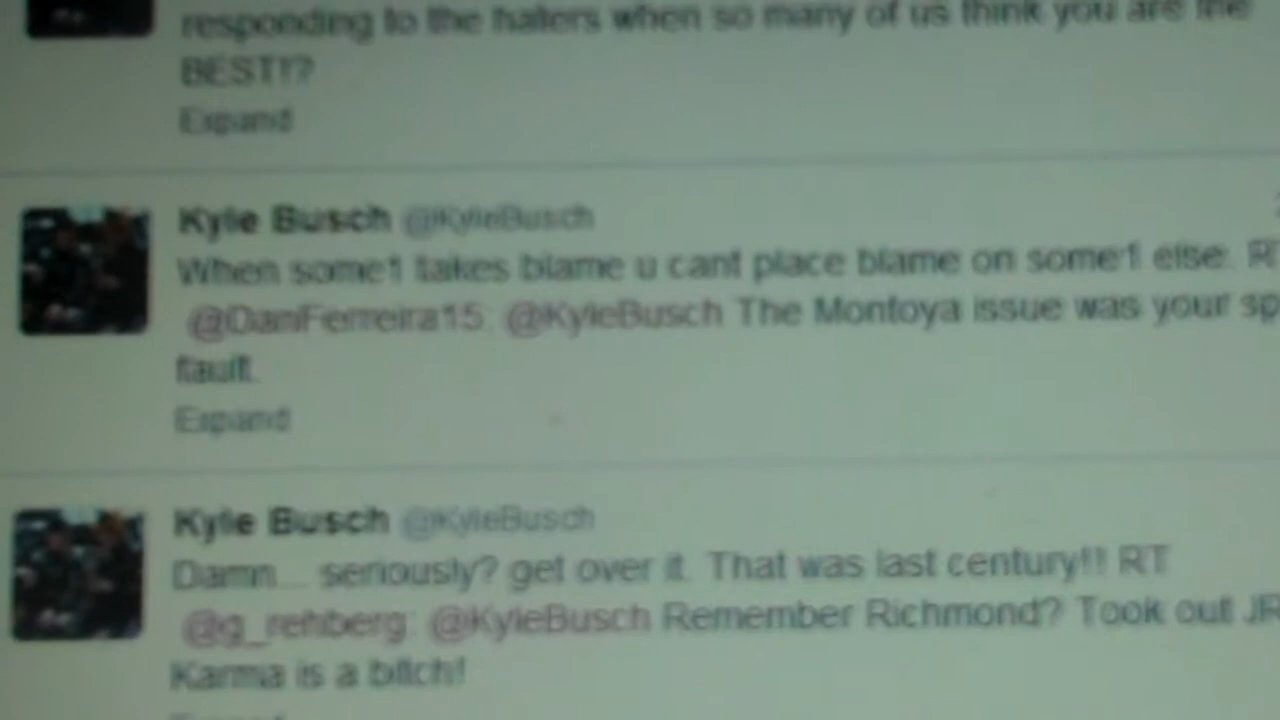 responding to the haters when so many of us think you are the
BEST!?
Expand
Kyle Busch @KyleBusch
When some1 takes blame u cant place blame on some1 else. RT
@DanFerreira15: @KyleBusch The Montoya issue was your
fault.
Expand
Kyle Busch @KyleBusch
Damn... seriously? get over it. That was last century!! RT
@g_rehberg: @KyleBusch Remember Richmond? Took out JR
Karma is a bitch!